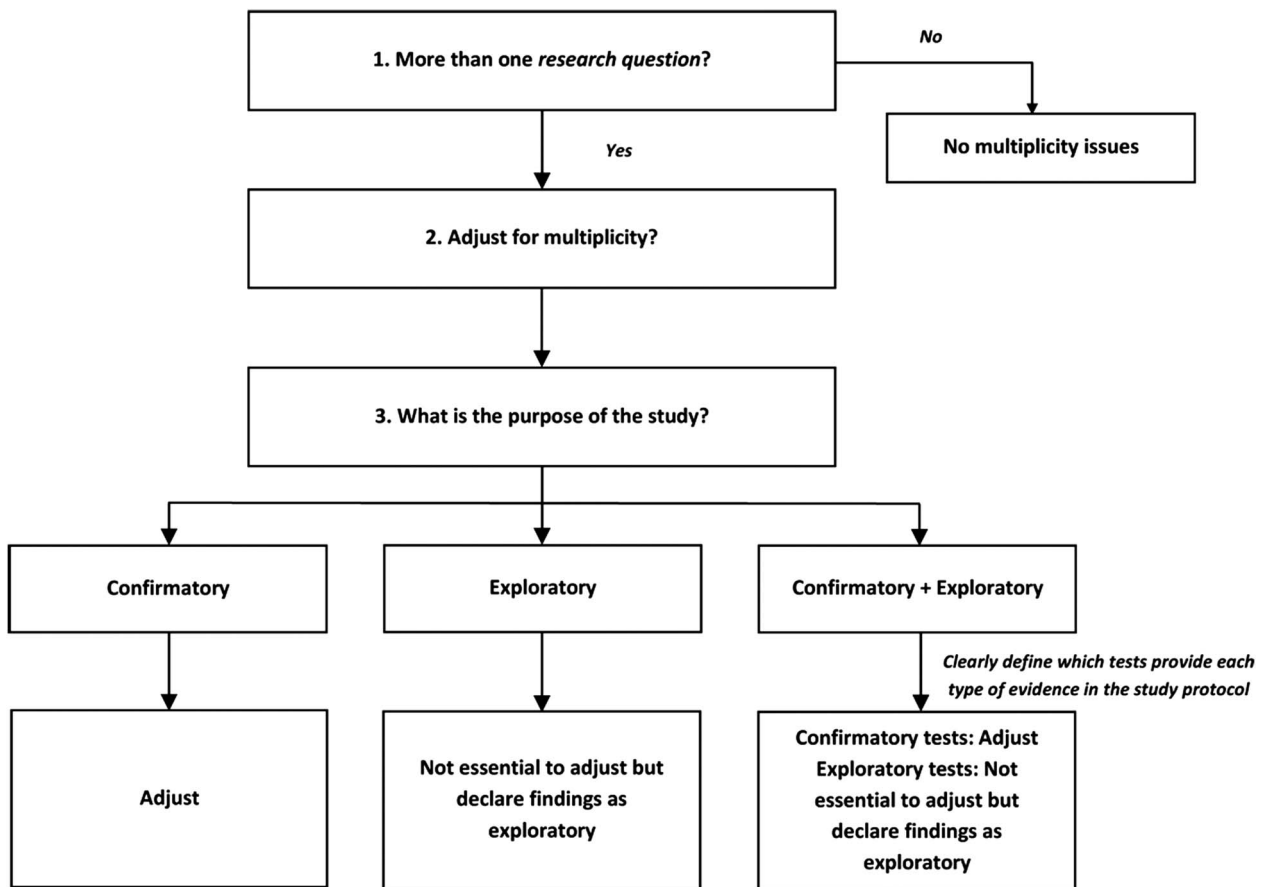 1. More than one research question?
No
No multiplicity issues
Yes
2. Adjust for multiplicity?
3. What is the purpose of the study?
Confirmatory
Exploratory
Confirmatory + Exploratory
Clearly define which tests provide each
type of evidence in the study protocol
Adjust
Not essential to adjust but
declare findings as
exploratory
Confirmatory tests: Adjust
Exploratory tests: Not
essential to adjust but
declare findings as
exploratory